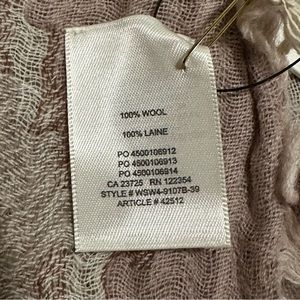 100% WOOL
100% LAINE
PO 4500106912
PO 4500106913
PO 4500106914
CA 23725 RN 122354
STYLE # WSW4-9107B-39
ARTICLE # 42512